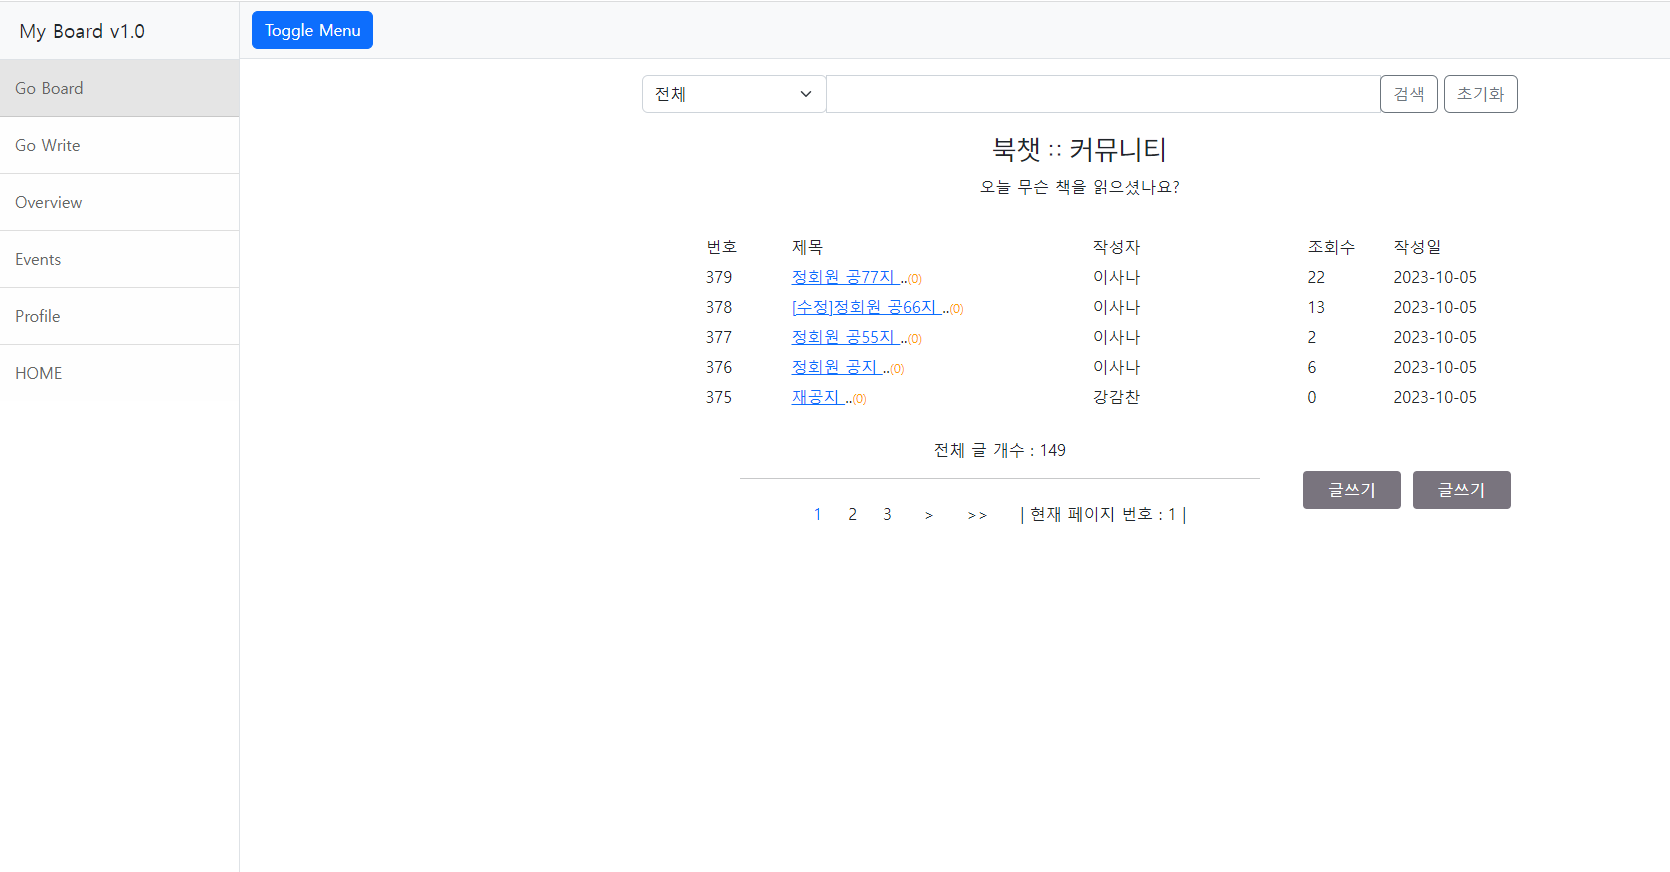 My Board v1.0
Toggle Menu
Go Board
Go Write
Overview
Events
Profile
HOME
전체 검색 초기화
북챗 :: 커뮤니티
오늘 무슨 책을 읽으셨나요?
번호 제목 작성자 조회수 작성일
379 정회원 공77지 ..(0) 이사나 22 2023-10-05
378 [수정]정회원 공66지 ..(0) 이사나 13 2023-10-05
377 정회원 공55지 ..(0) 이사나 2 2023-10-05
376 정회원 공지 ..(0) 이사나 6 2023-10-05
375 재공지 ..(0) 강감찬 0 2023-10-05
전체 글 개수 : 149
글쓰기 글쓰기
1 2 3 > >> | 현재 페이지 번호 : 1 |